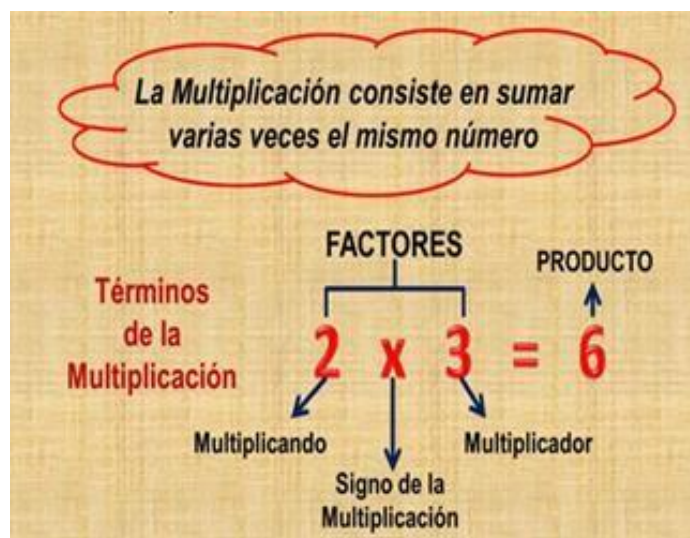 La Multiplicación consiste en sumar
varias veces el mismo número
FACTORES
PRODUCTO
Términos
de la
Multiplicación
2 x 3 = 6
Multiplicando
Multiplicador
Signo de la
Multiplicación